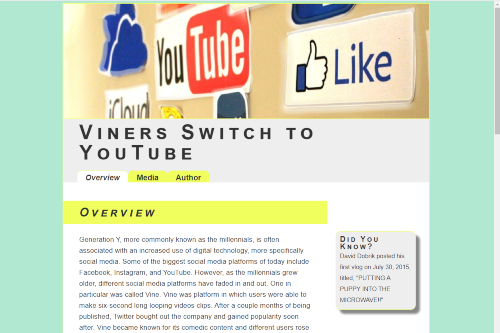 iCloud
You Tube
Like
Viners Switch to
YouTube
Overview
Media
Author
Overview
Did You
Know?
Generation Y, more commonly known as the millennials, is often
associated with an increased use of digital technology, more specifically
social media. Some of the biggest social media platforms of today include
Facebook, Instagram, and YouTube. However, as the millennials grew
older, different social media platforms have faded in and out. One in
particular was called Vine. Vine was platform in which users were able to
make six second long looping videos clips. After a couple months of being
published, Twitter bought out the company and gained popularity soon
after. Vine became known for its comedic content and different users rose
David Dobrik posted his
first vlog on July 30, 2015,
titled, "PUTTING A
PUPPY INTO THE
MICROWAVE!!"